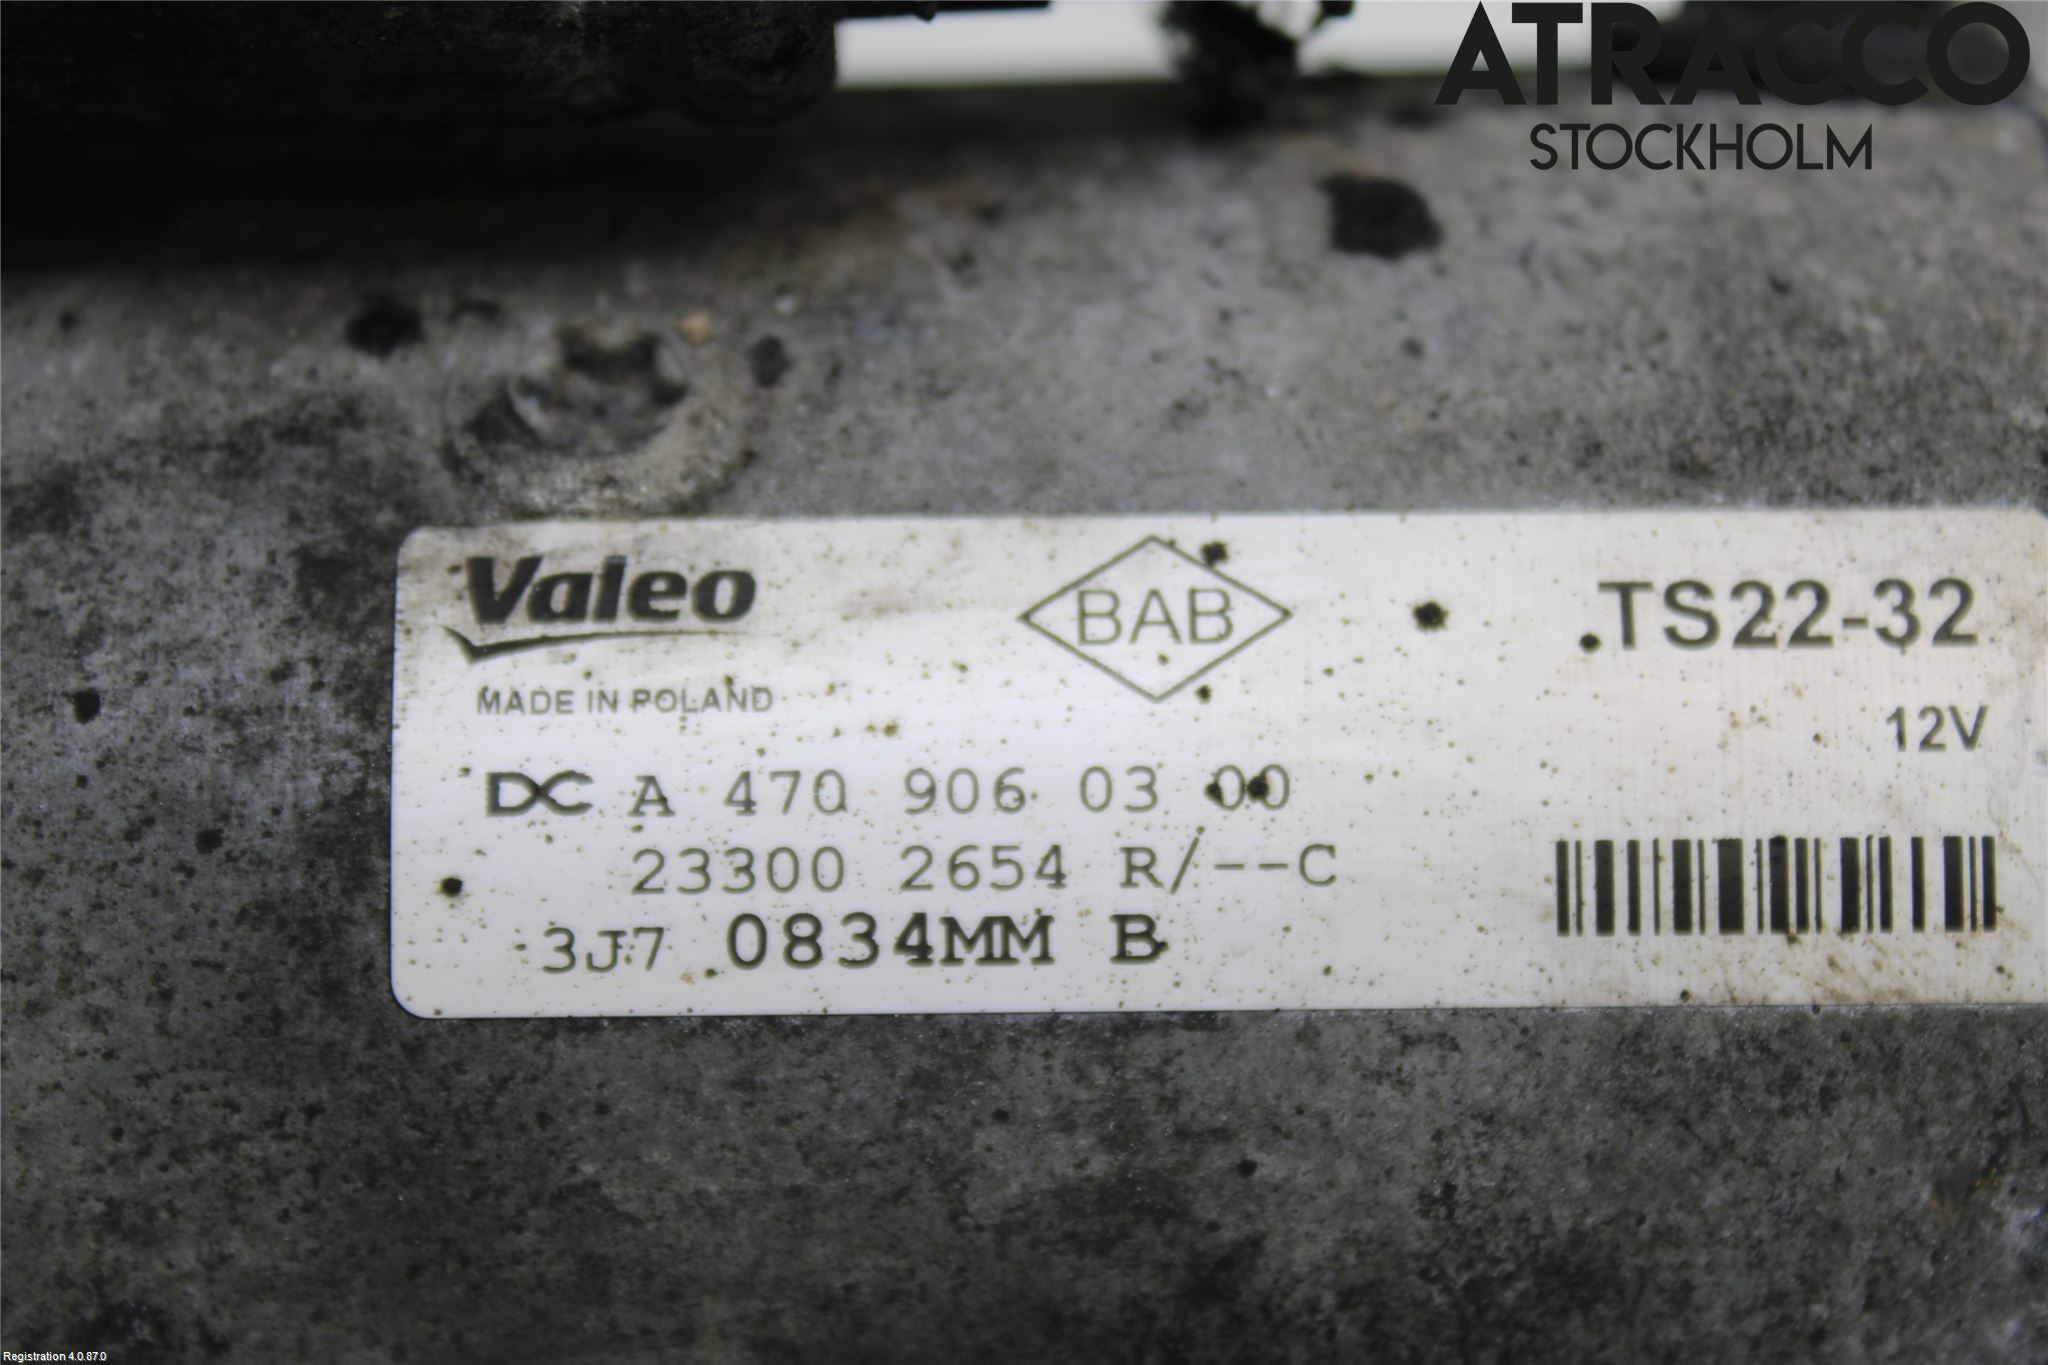 ATRACCO
STOCKHOLM
Valeo
MADE IN POLAND
BAB
TS22-32
12V
DC A 470 906 03 00
23300 2654 R/--C
3J7 0834MM B
Registration 4.0.87.0